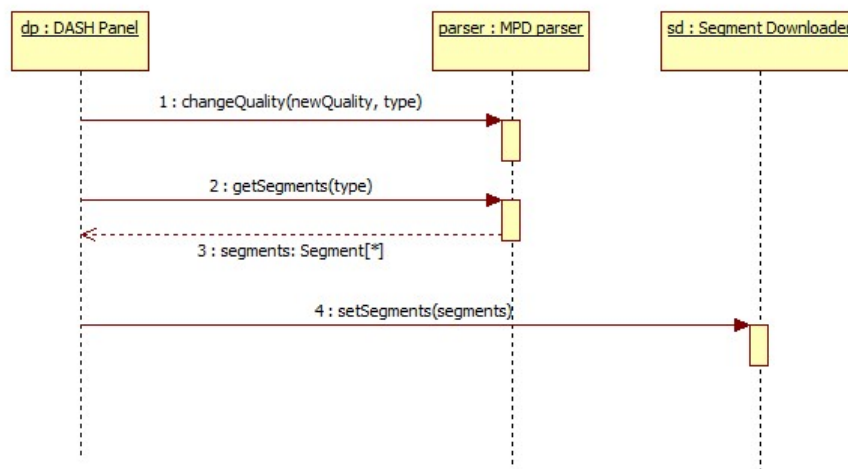 dp : DASH Panel
parser : MPD parser
sd : Segment Downloader
1 : changeQuality(newQuality, type)
2 : getSegments(type)
3 : segments: Segment[*]
4 : setSegments(segments)